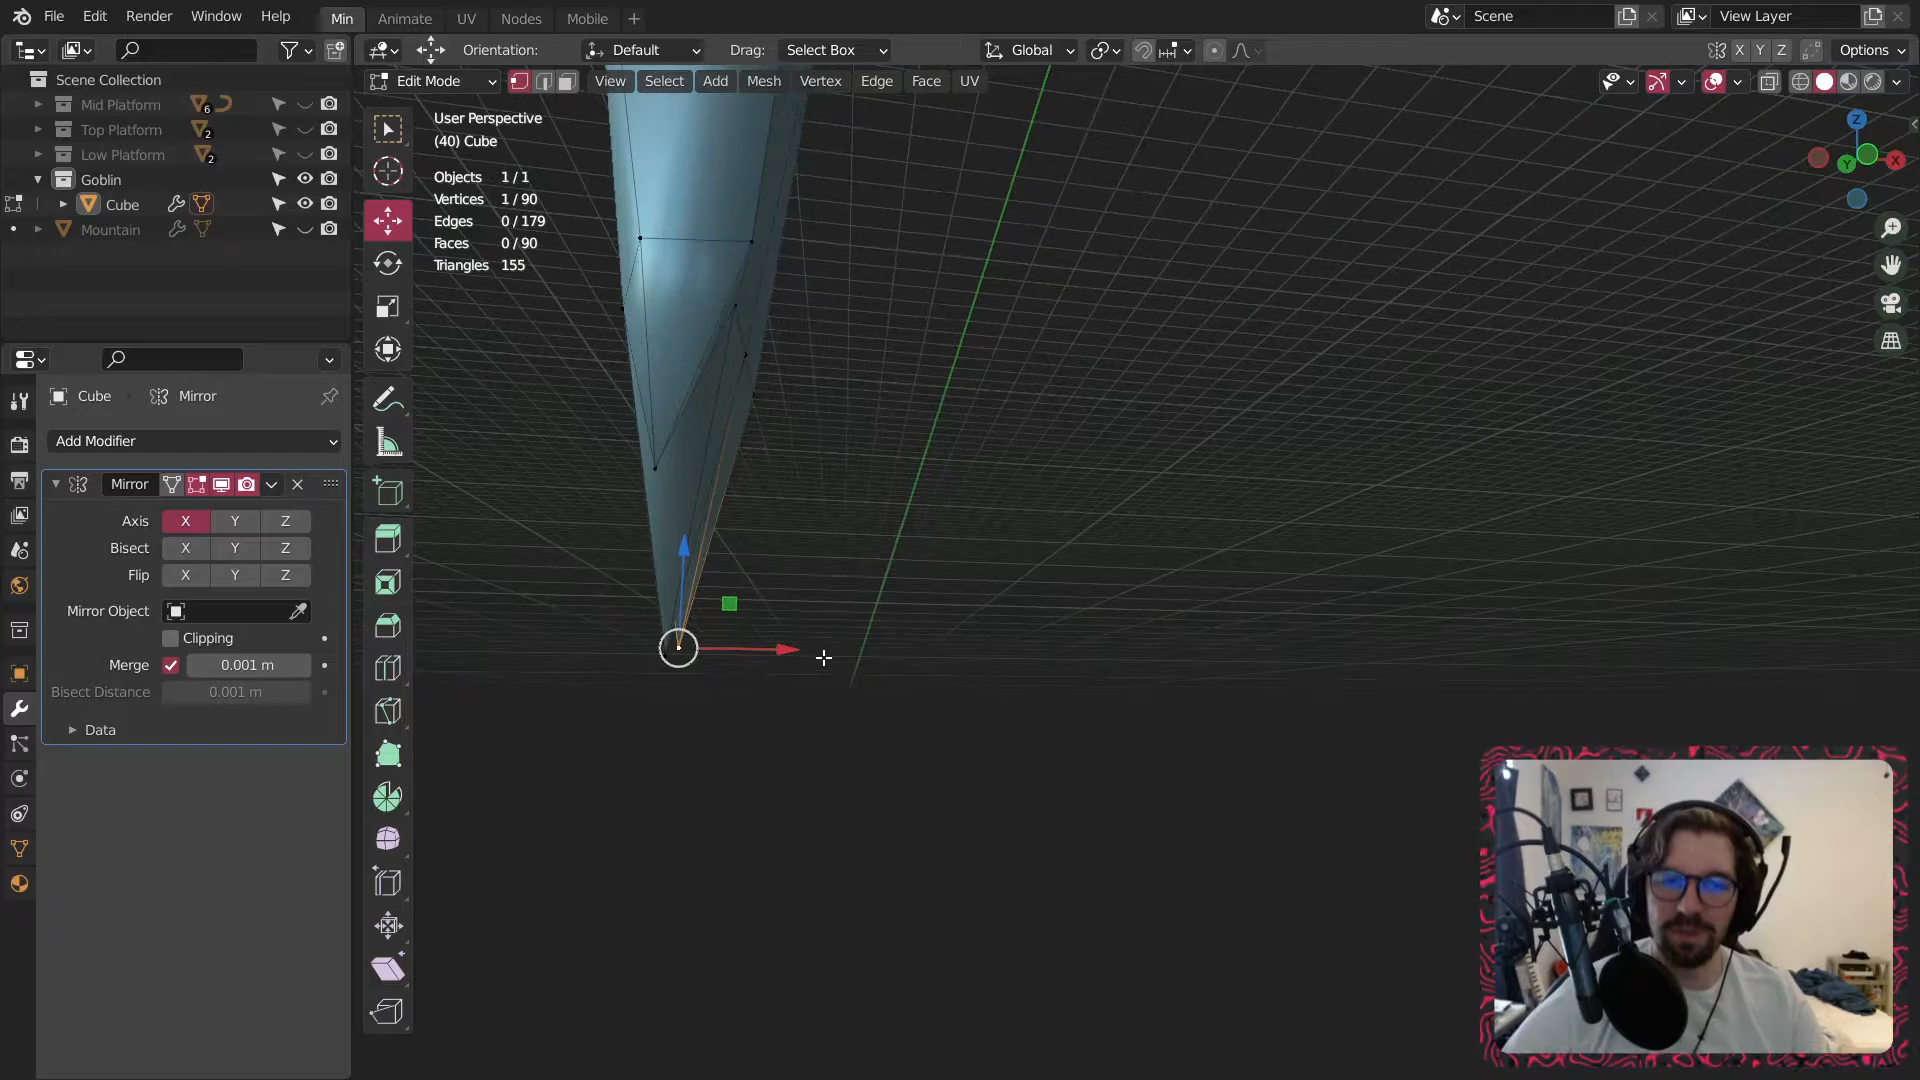 File Edit Render Window Help Min Animate UV Nodes Mobile Scene View Layer
Orientation: Default Drag: Select Box Global X Y Z Options
Scene Collection
Mid Platform 6
Top Platform 2
Low Platform 2
Goblin
Cube
Mountain
Edit Mode View Select Add Mesh Vertex Edge Face UV
User Perspective
(40) Cube
Objects 1 / 1
Vertices 1 / 90
Edges 0 / 179
Faces 0 / 90
Triangles 155
Z
Y X
Cube Mirror
Add Modifier
Mirror
Axis X Y Z
Bisect X Y Z
Flip X Y Z
Mirror Object
Clipping
Merge 0.001 m
Bisect Distance 0.001 m
Data